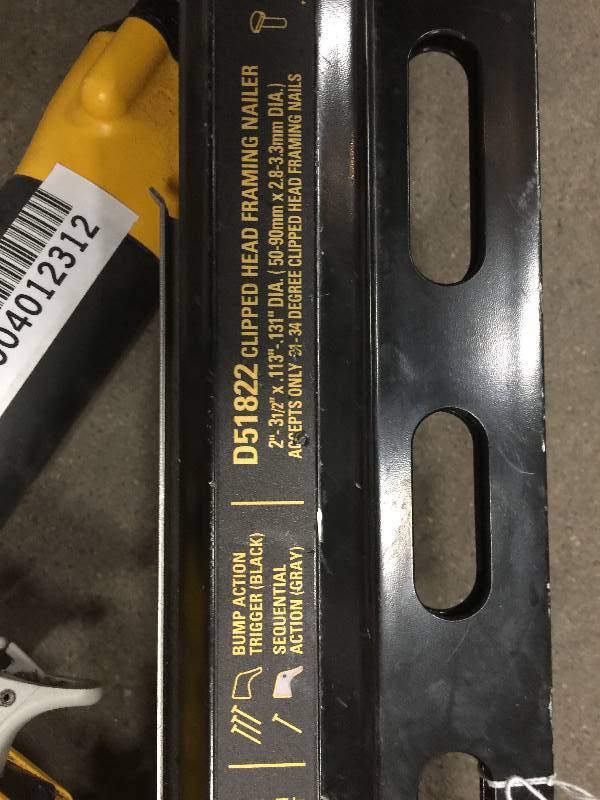 D51822 CLIPPED HEAD FRAMING NAILER
2"- 31/2" x .113"-.131" DIA.( 50-90mm x 2.8-3.3mm DIA.)
ACCEPTS ONLY 31-34 DEGREE CLIPPED HEAD FRAMING NAILS
BUMP ACTION
TRIGGER (BLACK)
SEQUENTIAL
ACTION (GRAY)
04012312